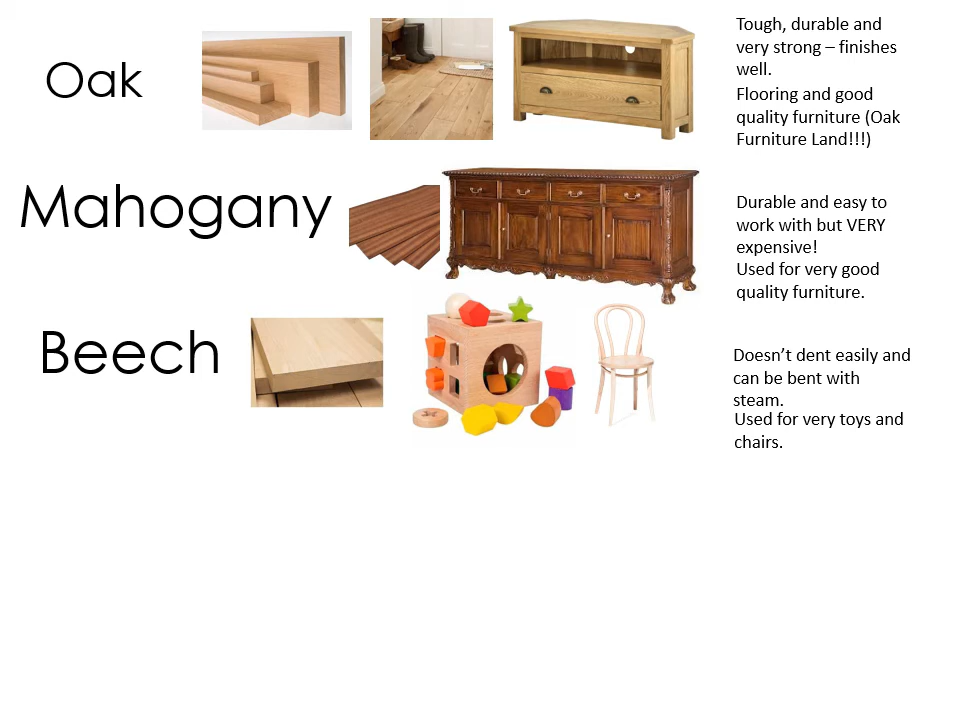 Oak
Tough, durable and
very strong – finishes
well.
Flooring and good
quality furniture (Oak
Furniture Land!!!)
Mahogany
Durable and easy to
work with but VERY
expensive!
Used for very good
quality furniture.
Beech
Doesn’t dent easily and
can be bent with
steam.
Used for very toys and
chairs.